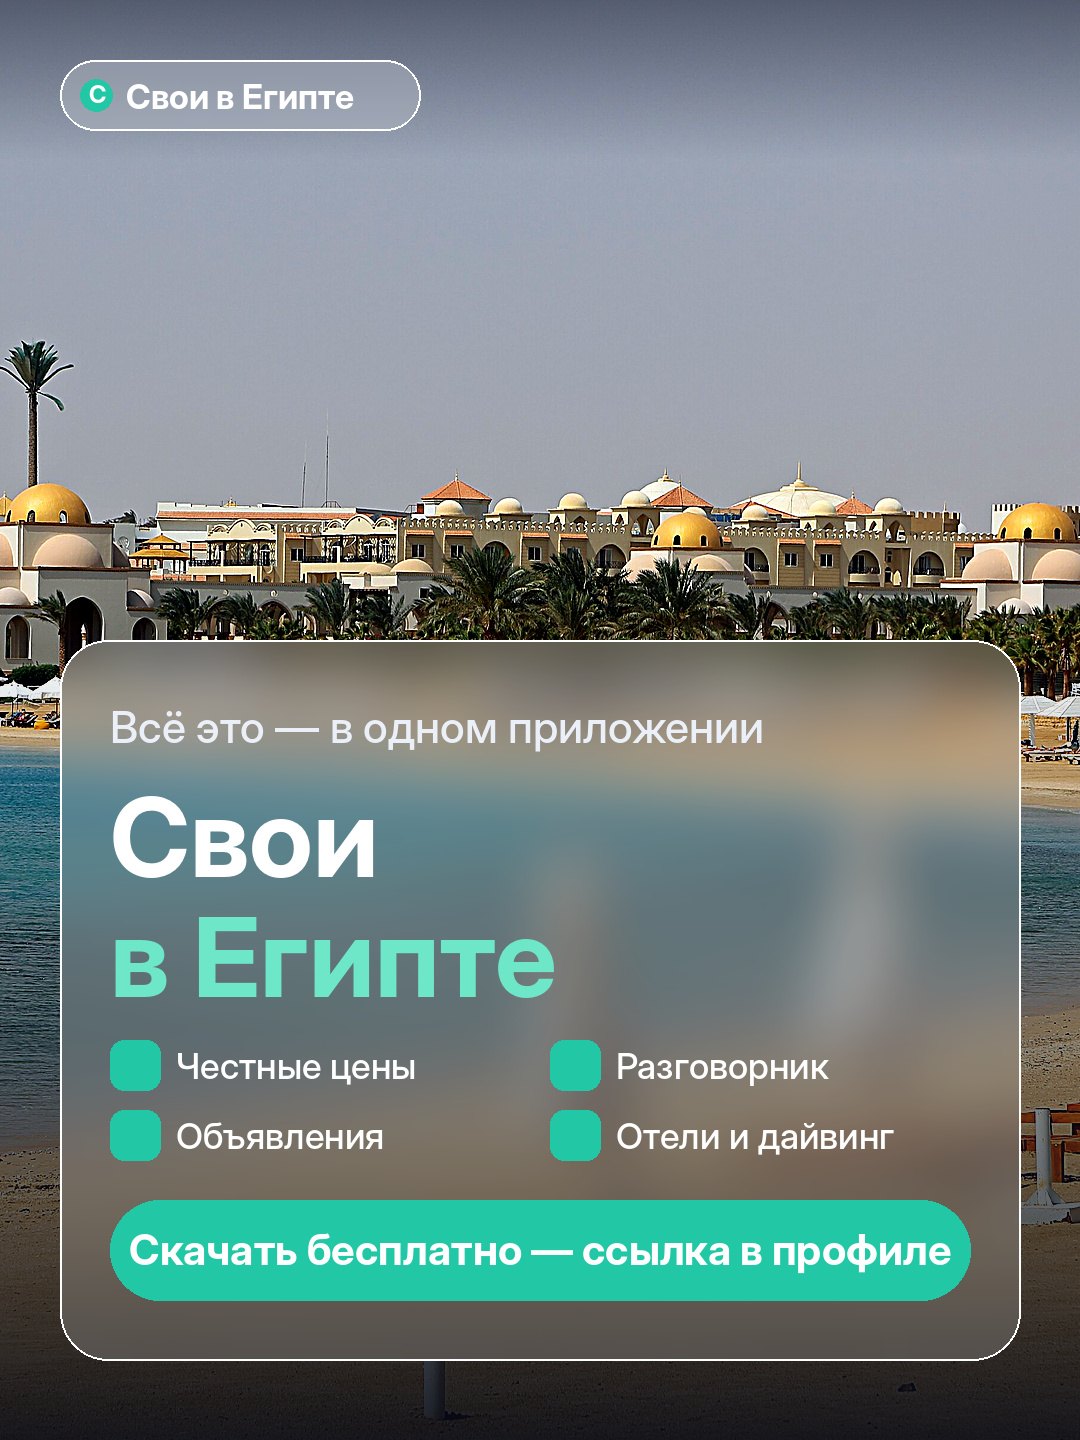 С Свои в Египте
Всё это — в одном приложении
Свои
в Египте
Честные цены
Разговорник
Объявления
Отели и дайвинг
Скачать бесплатно — ссылка в профиле